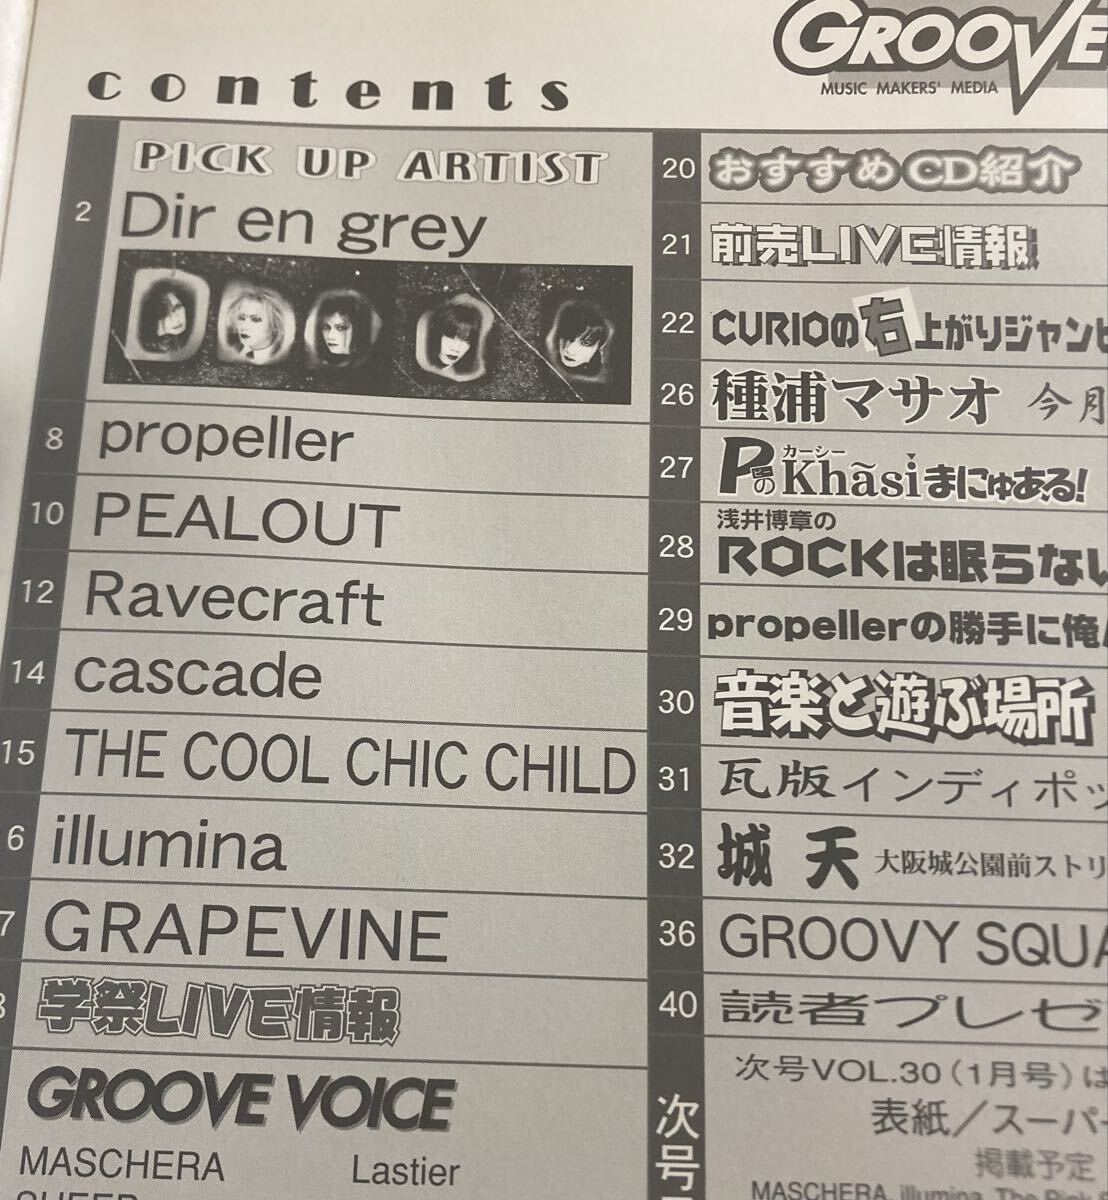 GROOVE
MUSIC MAKERS' MEDIA
contents
PICK UP ARTIST
2 Dir en grey
8 propeller
10 PEALOUT
12 Ravecraft
14 cascade
15 THE COOL CHIC CHILD
6 illumina
7 GRAPEVINE
学祭LIVE情報
GROOVE VOICE
MASCHERA Lastier
20 おすすめCD紹介
21 前売LIVE情報
22 CURIOの右上がりジャンピ
26 種浦マサオ 今月
27 P哲のKhãsiまにゅある!
カーシー
浅井博章の
28 ROCKは眠らない
29 propellerの勝手に俺
30 音楽と遊ぶ場所
31 瓦版インディポッ
32 城天 大阪城公園前ストリ
36 GROOVY SQUA
40 読者プレゼ
次号
次号VOL.30(1月号)は
表紙/スーパー
掲載予定
MASCHERA, illumina,